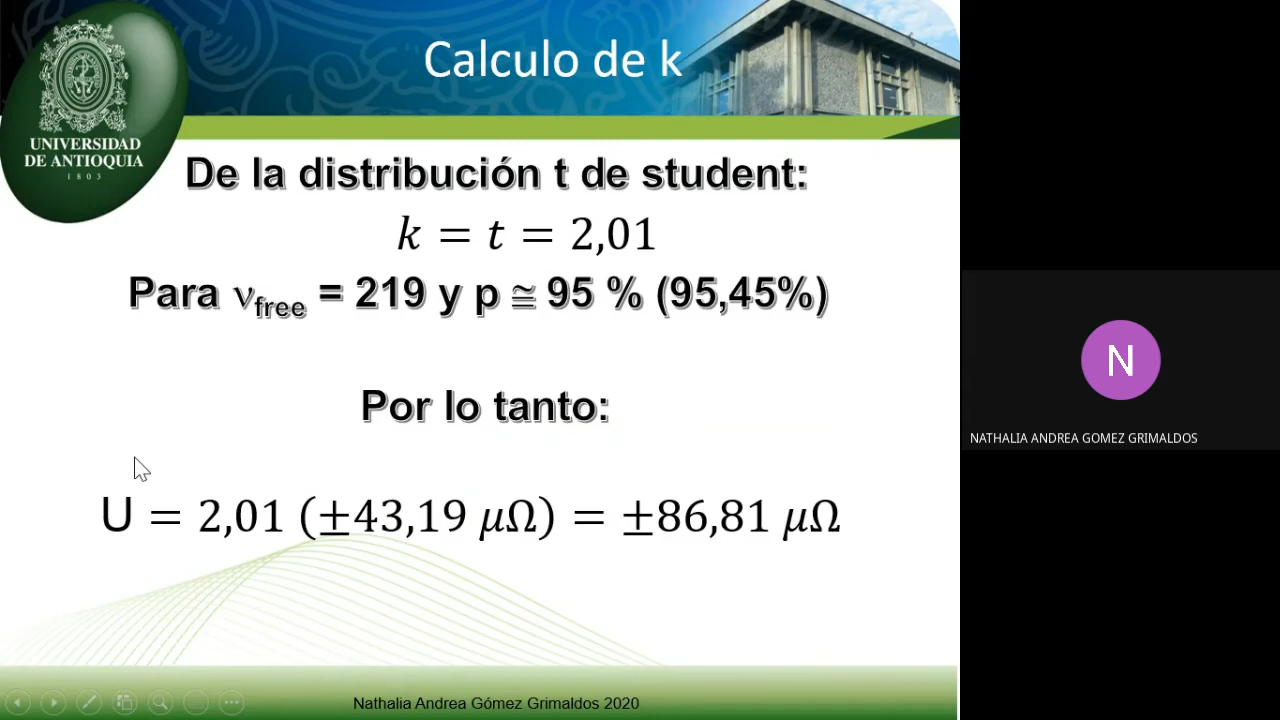 Calculo de k
UNIVERSIDAD
DE ANTIOQUIA
1803
De la distribución t de student:
k = t = 2,01
Para νfree = 219 y p ≅ 95 % (95,45%)
Por lo tanto:
U = 2,01 (±43,19 μΩ) = ±86,81 μΩ
Nathalia Andrea Gómez Grimaldos 2020
N
NATHALIA ANDREA GOMEZ GRIMALDOS